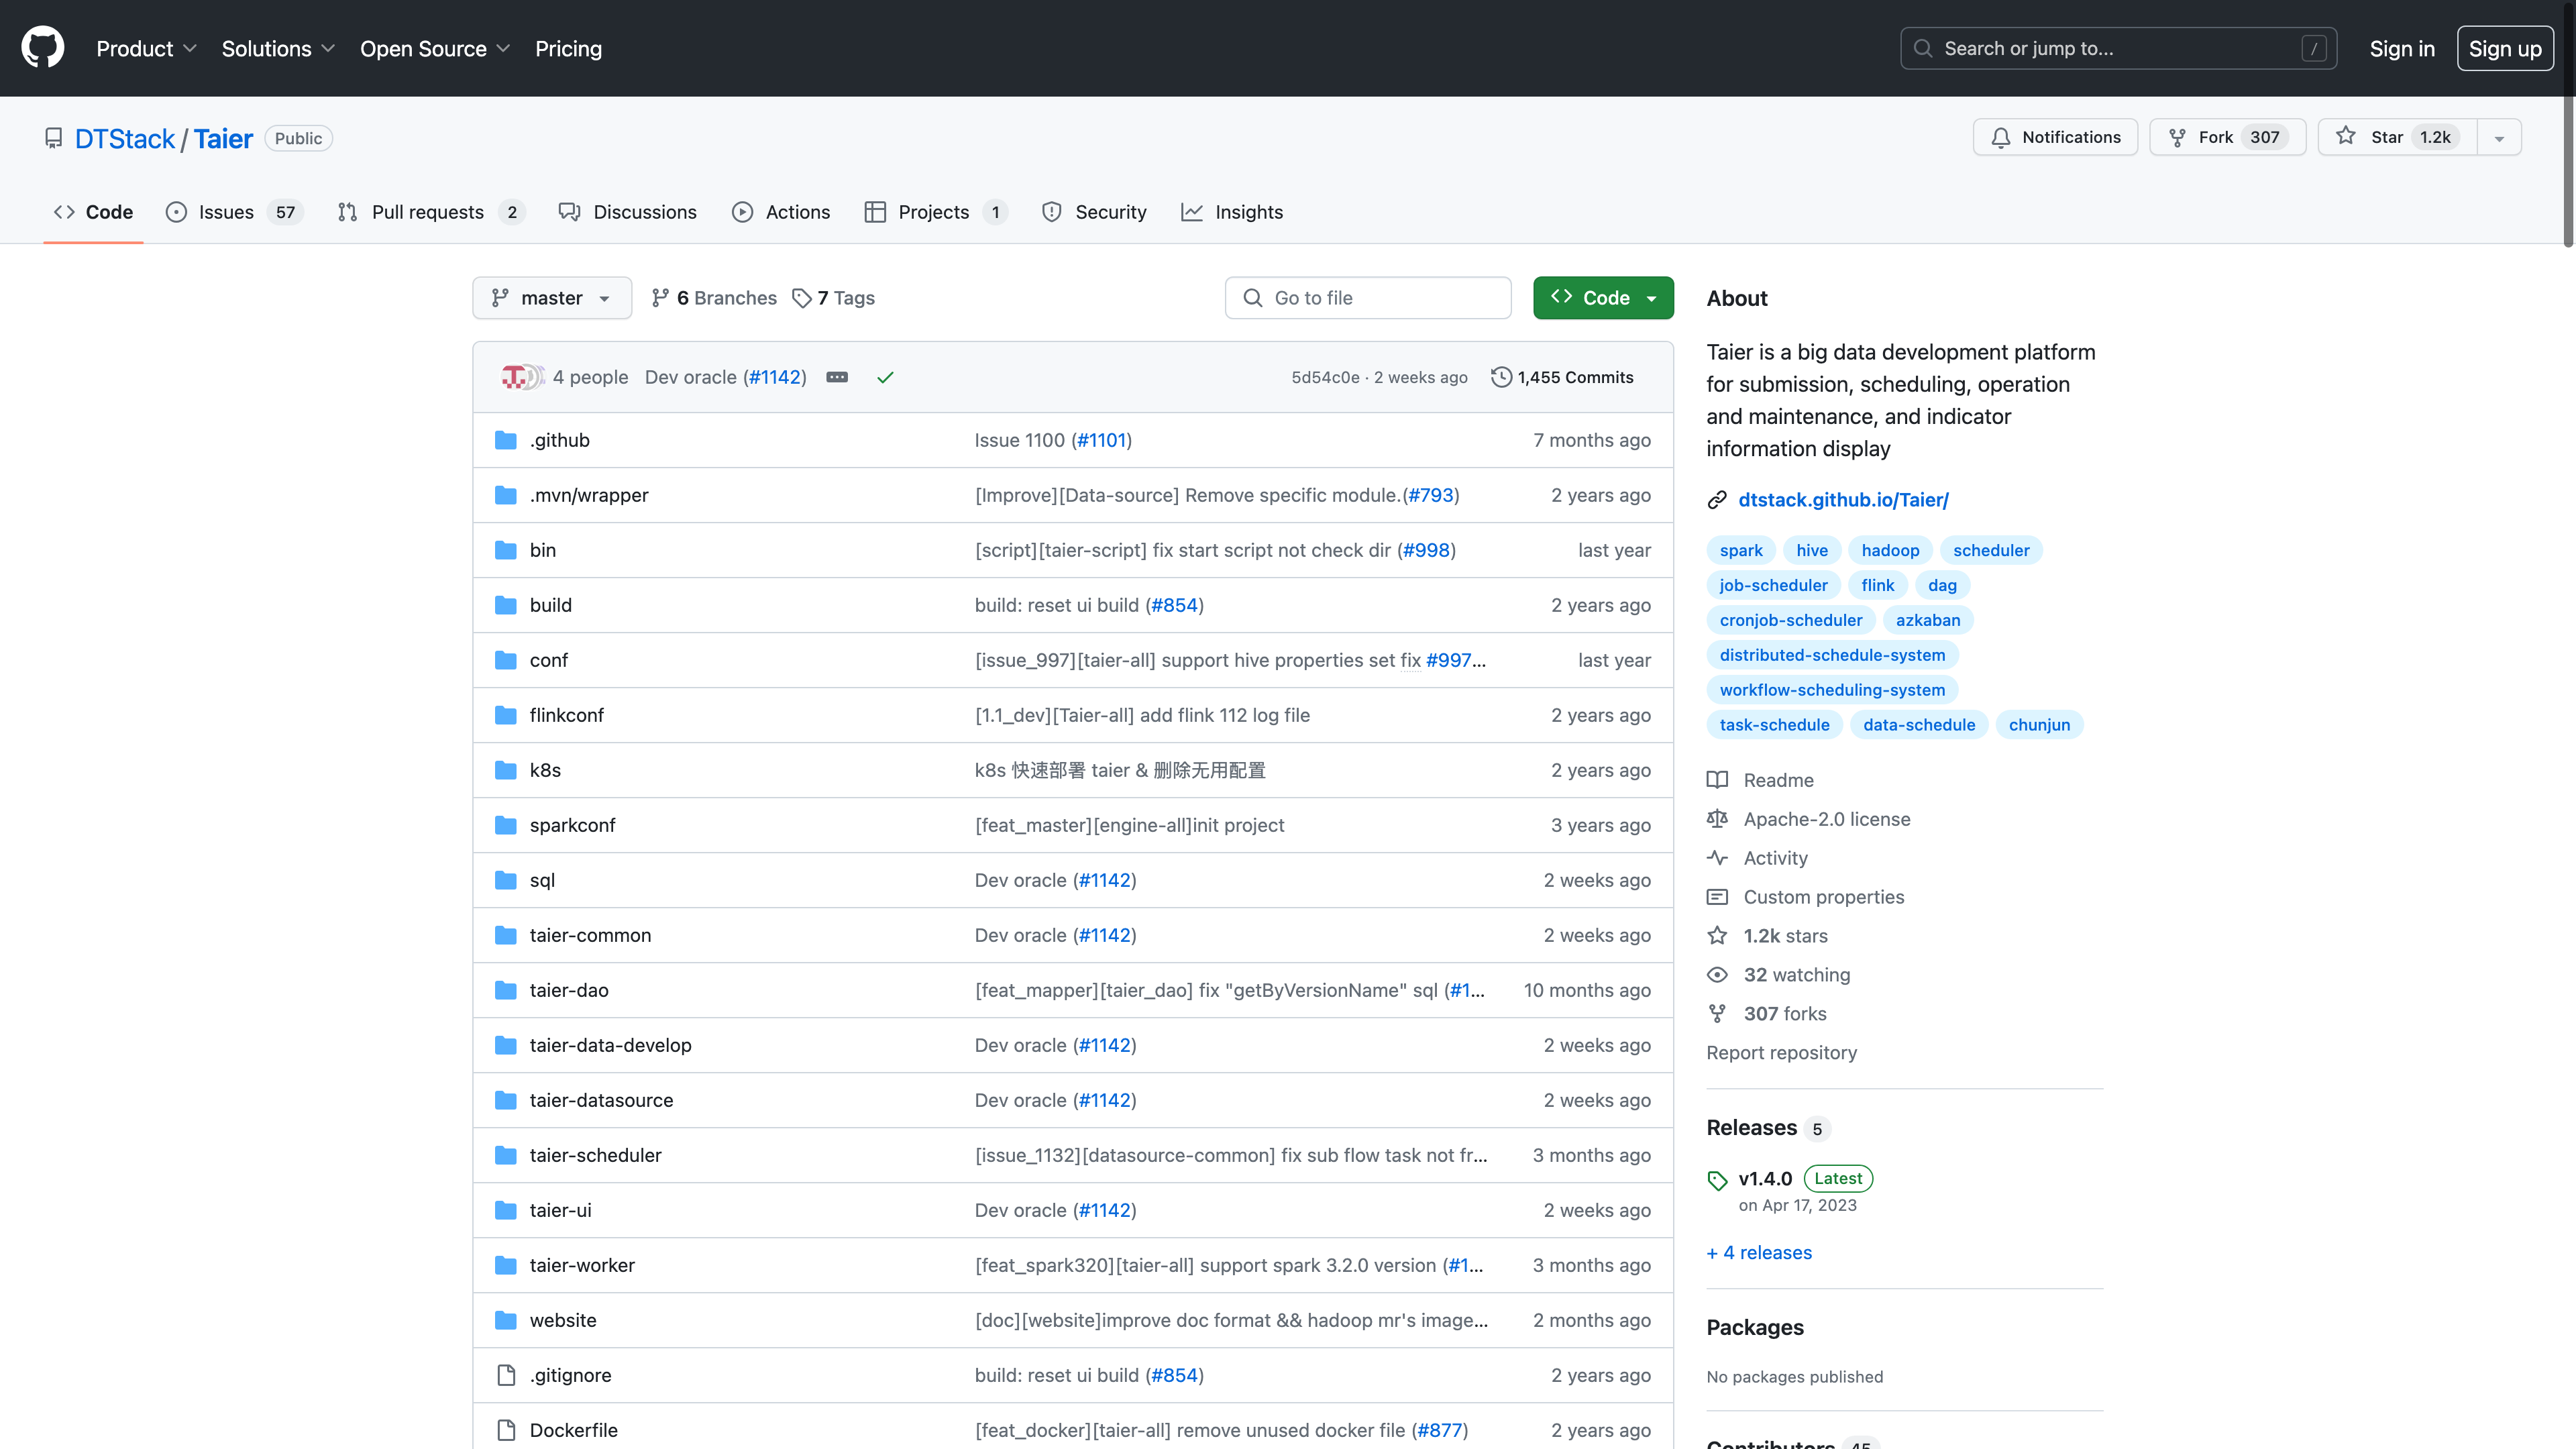 Product Solutions Open Source Pricing Search or jump to... / Sign in Sign up
DTStack / Taier Public Notifications Fork 307 Star 1.2k
Code Issues 57 Pull requests 2 Discussions Actions Projects 1 Security Insights
master 6 Branches 7 Tags Go to file Code
4 people Dev oracle (#1142) 5d54c0e · 2 weeks ago 1,455 Commits
.github Issue 1100 (#1101) 7 months ago
.mvn/wrapper [Improve][Data-source] Remove specific module.(#793) 2 years ago
bin [script][taier-script] fix start script not check dir (#998) last year
build build: reset ui build (#854) 2 years ago
conf [issue_997][taier-all] support hive properties set fix #997... last year
flinkconf [1.1_dev][Taier-all] add flink 112 log file 2 years ago
k8s k8s 快速部署 taier & 删除无用配置 2 years ago
sparkconf [feat_master][engine-all]init project 3 years ago
sql Dev oracle (#1142) 2 weeks ago
taier-common Dev oracle (#1142) 2 weeks ago
taier-dao [feat_mapper][taier_dao] fix "getByVersionName" sql (#1... 10 months ago
taier-data-develop Dev oracle (#1142) 2 weeks ago
taier-datasource Dev oracle (#1142) 2 weeks ago
taier-scheduler [issue_1132][datasource-common] fix sub flow task not fr... 3 months ago
taier-ui Dev oracle (#1142) 2 weeks ago
taier-worker [feat_spark320][taier-all] support spark 3.2.0 version (#1... 3 months ago
website [doc][website]improve doc format && hadoop mr's image... 2 months ago
.gitignore build: reset ui build (#854) 2 years ago
Dockerfile [feat_docker][taier-all] remove unused docker file (#877) 2 years ago
About
Taier is a big data development platform
for submission, scheduling, operation
and maintenance, and indicator
information display
dtstack.github.io/Taier/
spark hive hadoop scheduler
job-scheduler flink dag
cronjob-scheduler azkaban
distributed-schedule-system
workflow-scheduling-system
task-schedule data-schedule chunjun
Readme
Apache-2.0 license
Activity
Custom properties
1.2k stars
32 watching
307 forks
Report repository
Releases 5
v1.4.0 Latest
on Apr 17, 2023
+ 4 releases
Packages
No packages published
Contributors 45